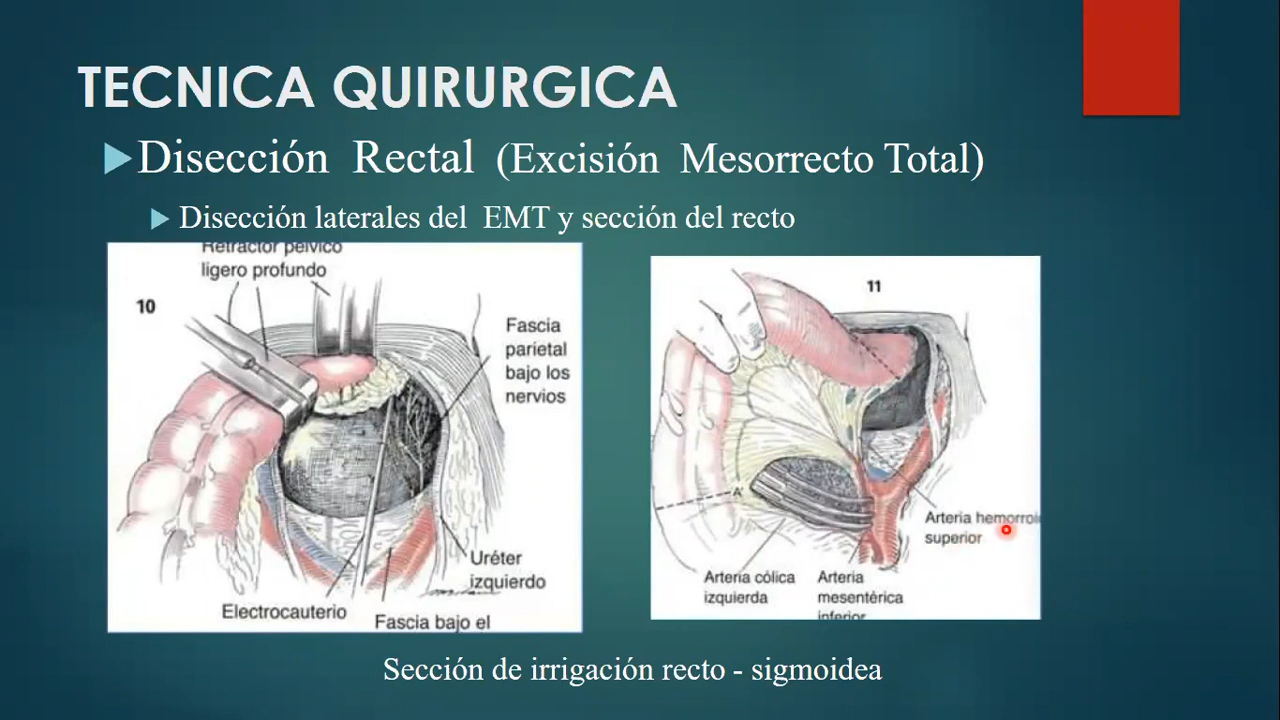 TECNICA QUIRURGICA
Disección Rectal (Excisión Mesorrecto Total)
Disección laterales del EMT y sección del recto
Retractor pélvico
ligero profundo
10
Fascia
parietal
bajo los
nervios
Uréter
izquierdo
Electrocauterio
Fascia bajo el
11
Arteria
superior
A'
Arteria cólica
izquierda
Arteria
mesentérica
inferior
Sección de irrigación recto - sigmoidea